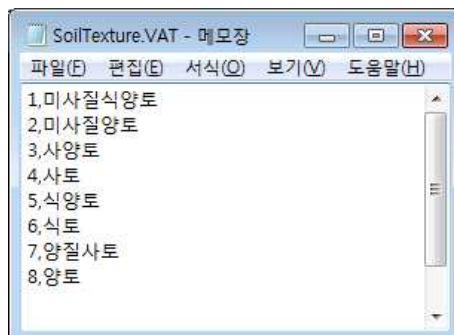 SoilTexture.VAT - 메모장
파일(F) 편집(E) 서식(O) 보기(V) 도움말(H)
1,미사질식양토
2,미사질양토
3,사양토
4,사토
5,식양토
6,식토
7,양질사토
8,양토